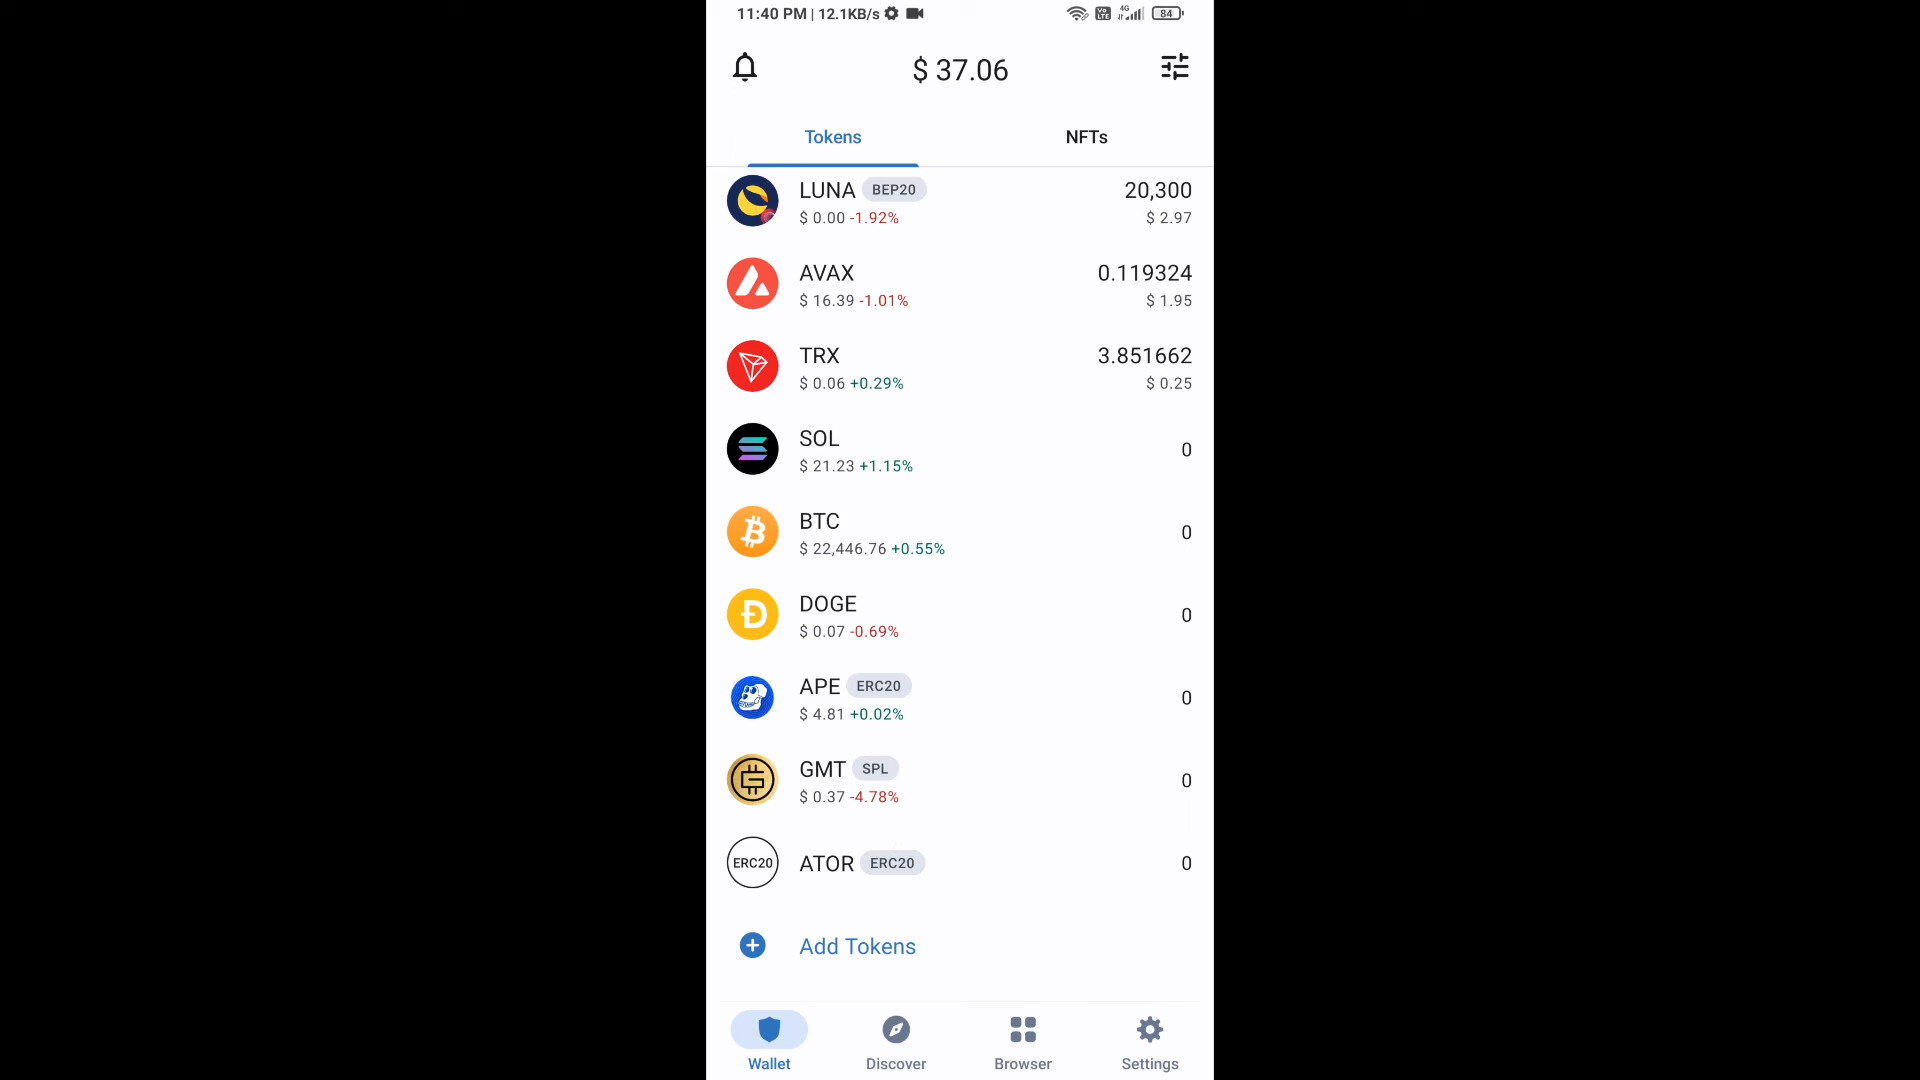 11:40 PM | 12.1KB/s
Vo LTE 4G 84
$ 37.06
Tokens NFTs
LUNA BEP20 20,300
$ 0.00 -1.92% $ 2.97
AVAX 0.119324
$ 16.39 -1.01% $ 1.95
TRX 3.851662
$ 0.06 +0.29% $ 0.25
SOL 0
$ 21.23 +1.15%
BTC 0
$ 22,446.76 +0.55%
DOGE 0
$ 0.07 -0.69%
APE ERC20 0
$ 4.81 +0.02%
GMT SPL 0
$ 0.37 -4.78%
ERC20 ATOR ERC20 0
Add Tokens
Wallet Discover Browser Settings